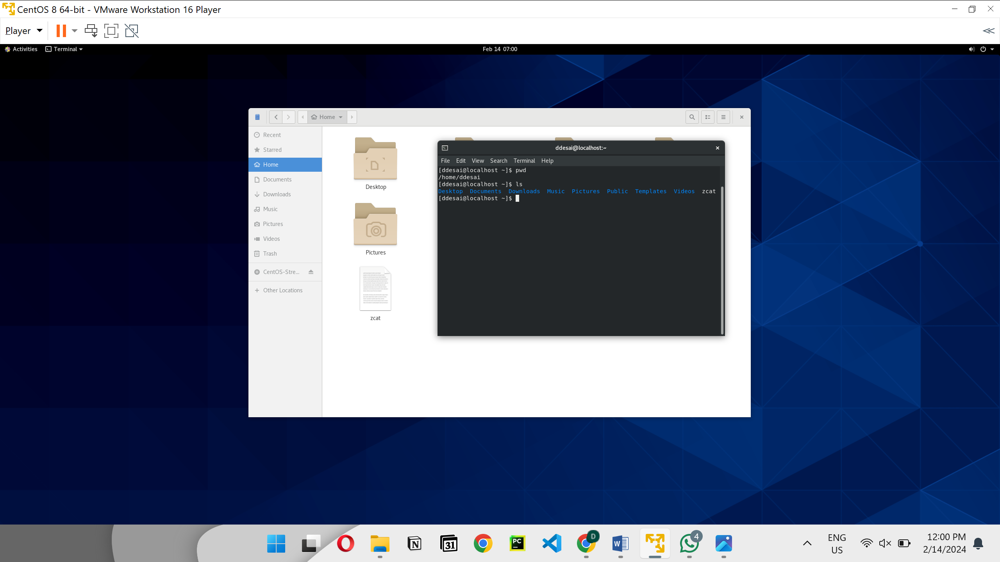 CentOS 8 64-bit - VMware Workstation 16 Player
Player
Activities
Terminal
Feb 14 07:00
Home
Recent
Starred
Home
Documents
Downloads
Music
Pictures
Videos
Trash
CentOS-Stre...
Other Locations
Desktop
Pictures
zcat
ddesai@localhost:~
File Edit View Search Terminal Help
[ddesai@localhost ~]$ pwd
/home/ddesai
[ddesai@localhost ~]$ ls
Desktop Documents Downloads Music Pictures Public Templates Videos zcat
[ddesai@localhost ~]$
N
31
PC
D
W
4
ENG
US
12:00 PM
2/14/2024